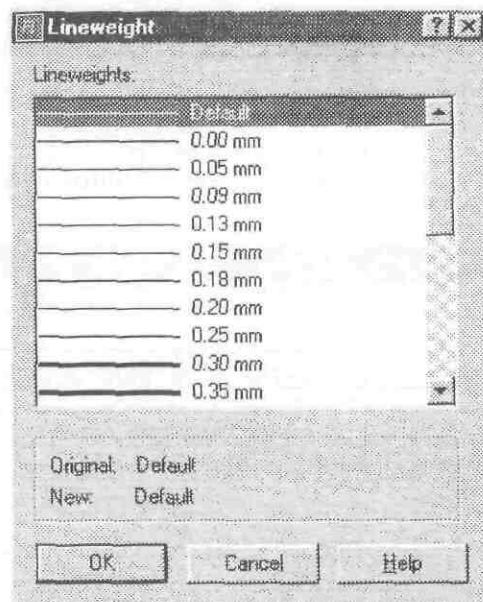 Lineweight
Lineweights:
Default
0.00 mm
0.05 mm
0.09 mm
0.13 mm
0.15 mm
0.18 mm
0.20 mm
0.25 mm
0.30 mm
0.35 mm
Original: Default
New: Default
OK Cancel Help